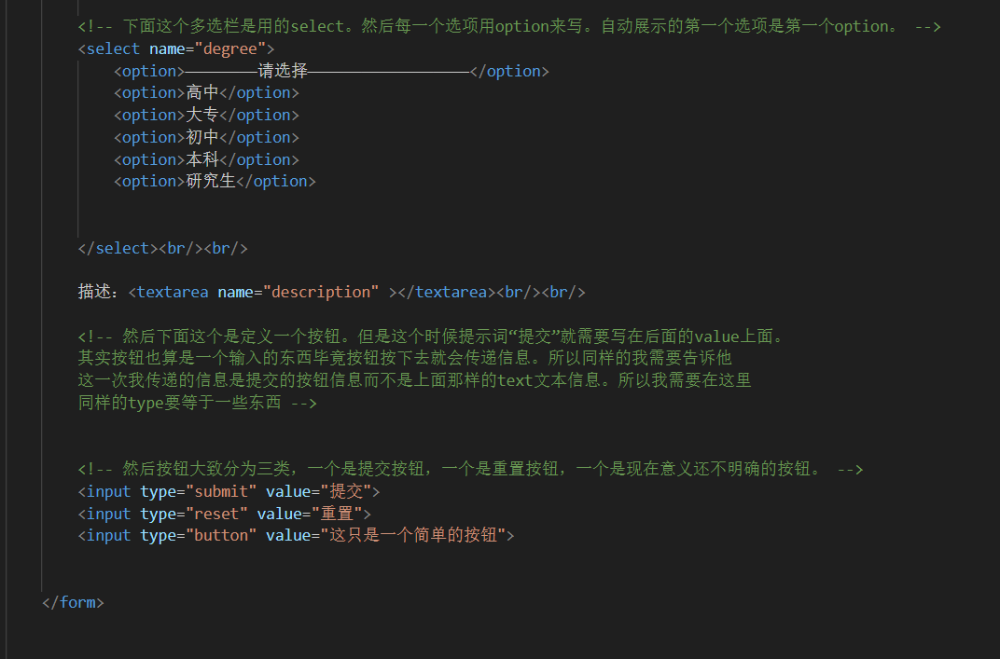 <!-- 下面这个多选栏是用的select。然后每一个选项用option来写。自动展示的第一个选项是第一个option。 -->
<select name="degree">
<option>————请选择—————————</option>
<option>高中</option>
<option>大专</option>
<option>初中</option>
<option>本科</option>
<option>研究生</option>
</select><br/><br/>
描述：<textarea name="description" ></textarea><br/><br/>
<!-- 然后下面这个是定义一个按钮。但是这个时候提示词“提交”就需要写在后面的value上面。
其实按钮也算是一个输入的东西毕竟按钮按下去就会传递信息。所以同样的我需要告诉他
这一次我传递的信息是提交的按钮信息而不是上面那样的text文本信息。所以我需要在这里
同样的type要等于一些东西 -->
<!-- 然后按钮大致分为三类，一个是提交按钮，一个是重置按钮，一个是现在意义还不明确的按钮。 -->
<input type="submit" value="提交">
<input type="reset" value="重置">
<input type="button" value="这只是一个简单的按钮">
</form>